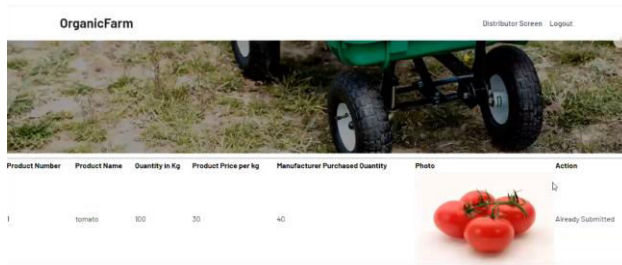 OrganicFarm
Distributor Screen Logout
Product Number Product Name Quantity in Kg Product Price per kg Manufacturer Purchased Quantity Photo Action
1 tomato 100 30 40 Already Submitted